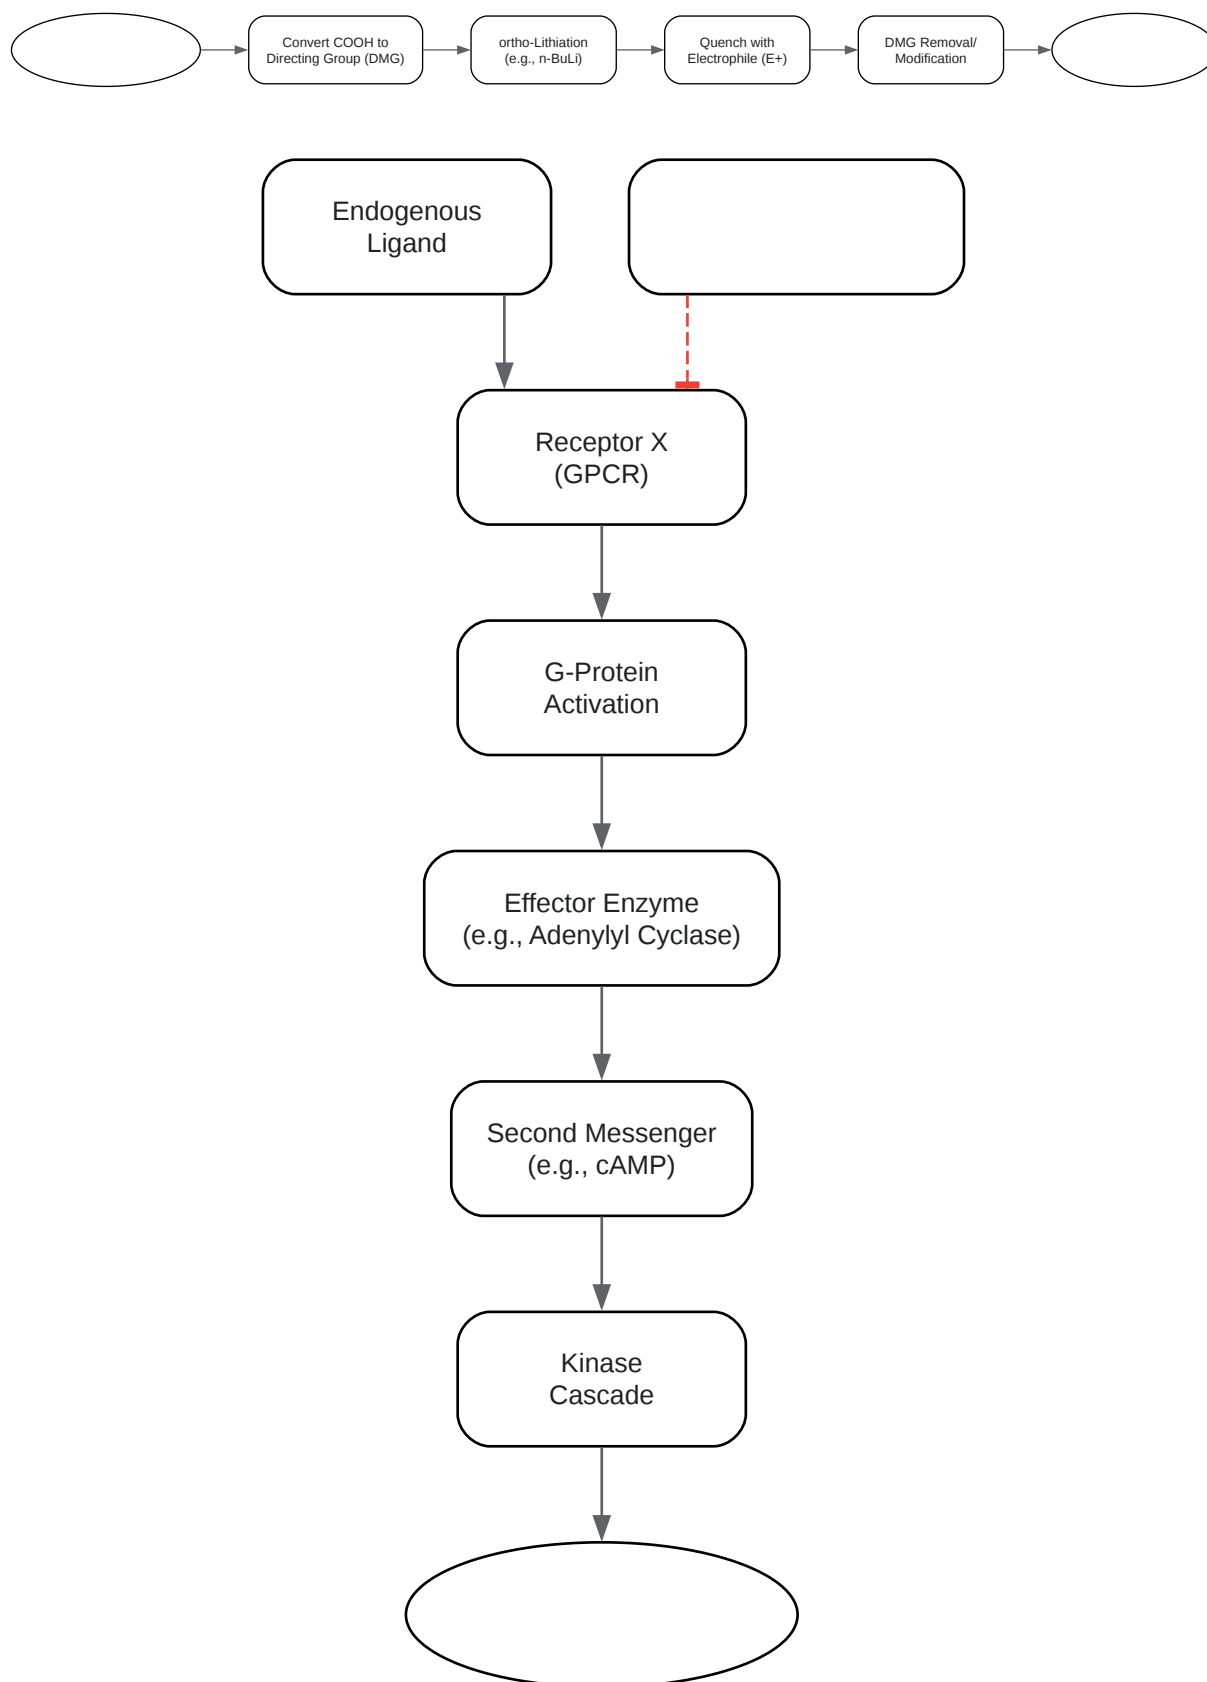 Convert COOH to
Directing Group (DMG)
ortho-Lithiation
(e.g., n-BuLi)
Quench with
Electrophile (E+)
DMG Removal/
Modification
Endogenous
Ligand
Receptor X
(GPCR)
G-Protein
Activation
Effector Enzyme
(e.g., Adenylyl Cyclase)
Second Messenger
(e.g., cAMP)
Kinase
Cascade